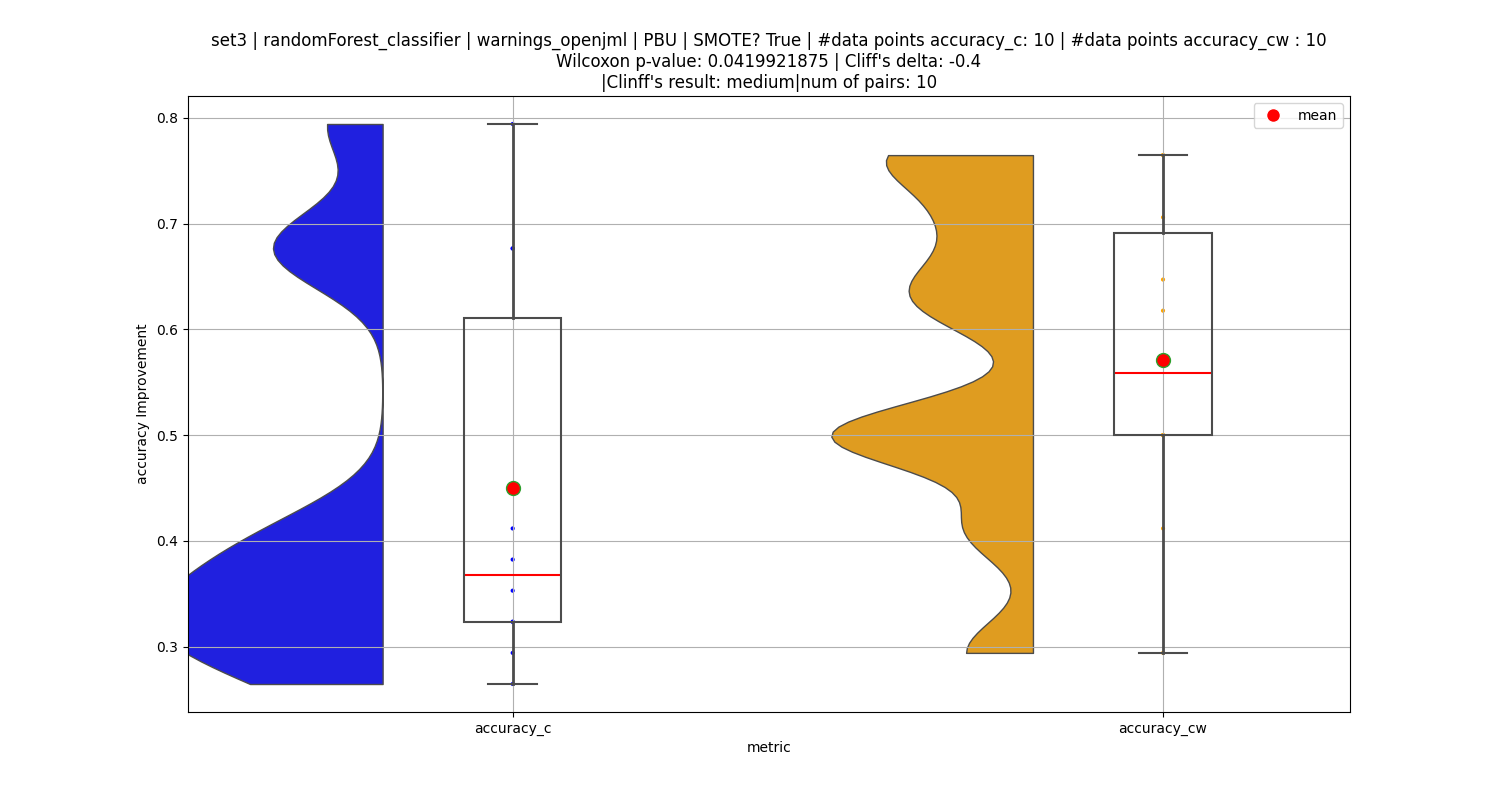 set3 | randomForest_classifier | warnings_openjml | PBU | SMOTE? True | #data points accuracy_c: 10 | #data points accuracy_cw : 10
Wilcoxon p-value: 0.0419921875 | Cliff's delta: -0.4
|Clinff's result: medium|num of pairs: 10
mean
0.8
0.7
0.6
0.5
0.4
0.3
accuracy Improvement
accuracy_c
accuracy_cw
metric